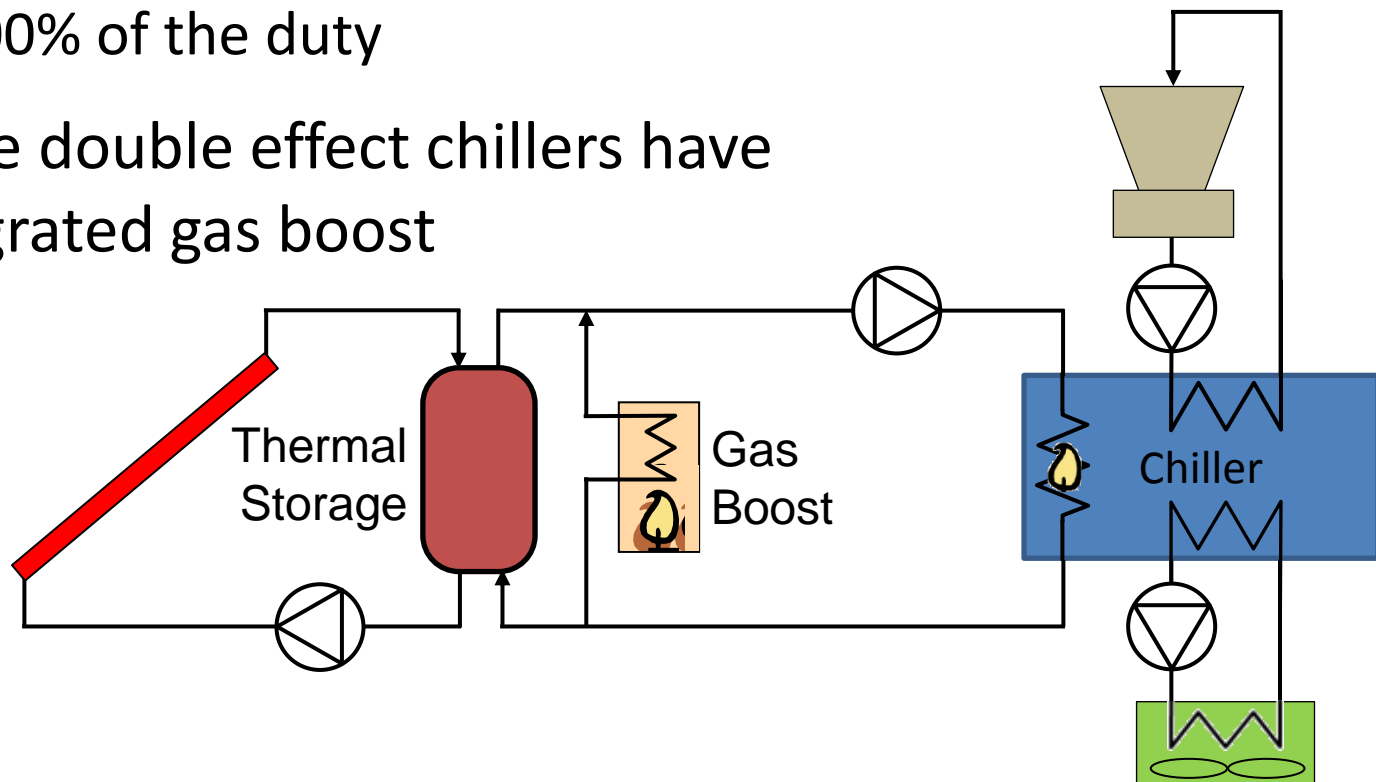 00% of the duty
e double effect chillers have
grated gas boost
Thermal
Storage
Gas
Boost
Chiller